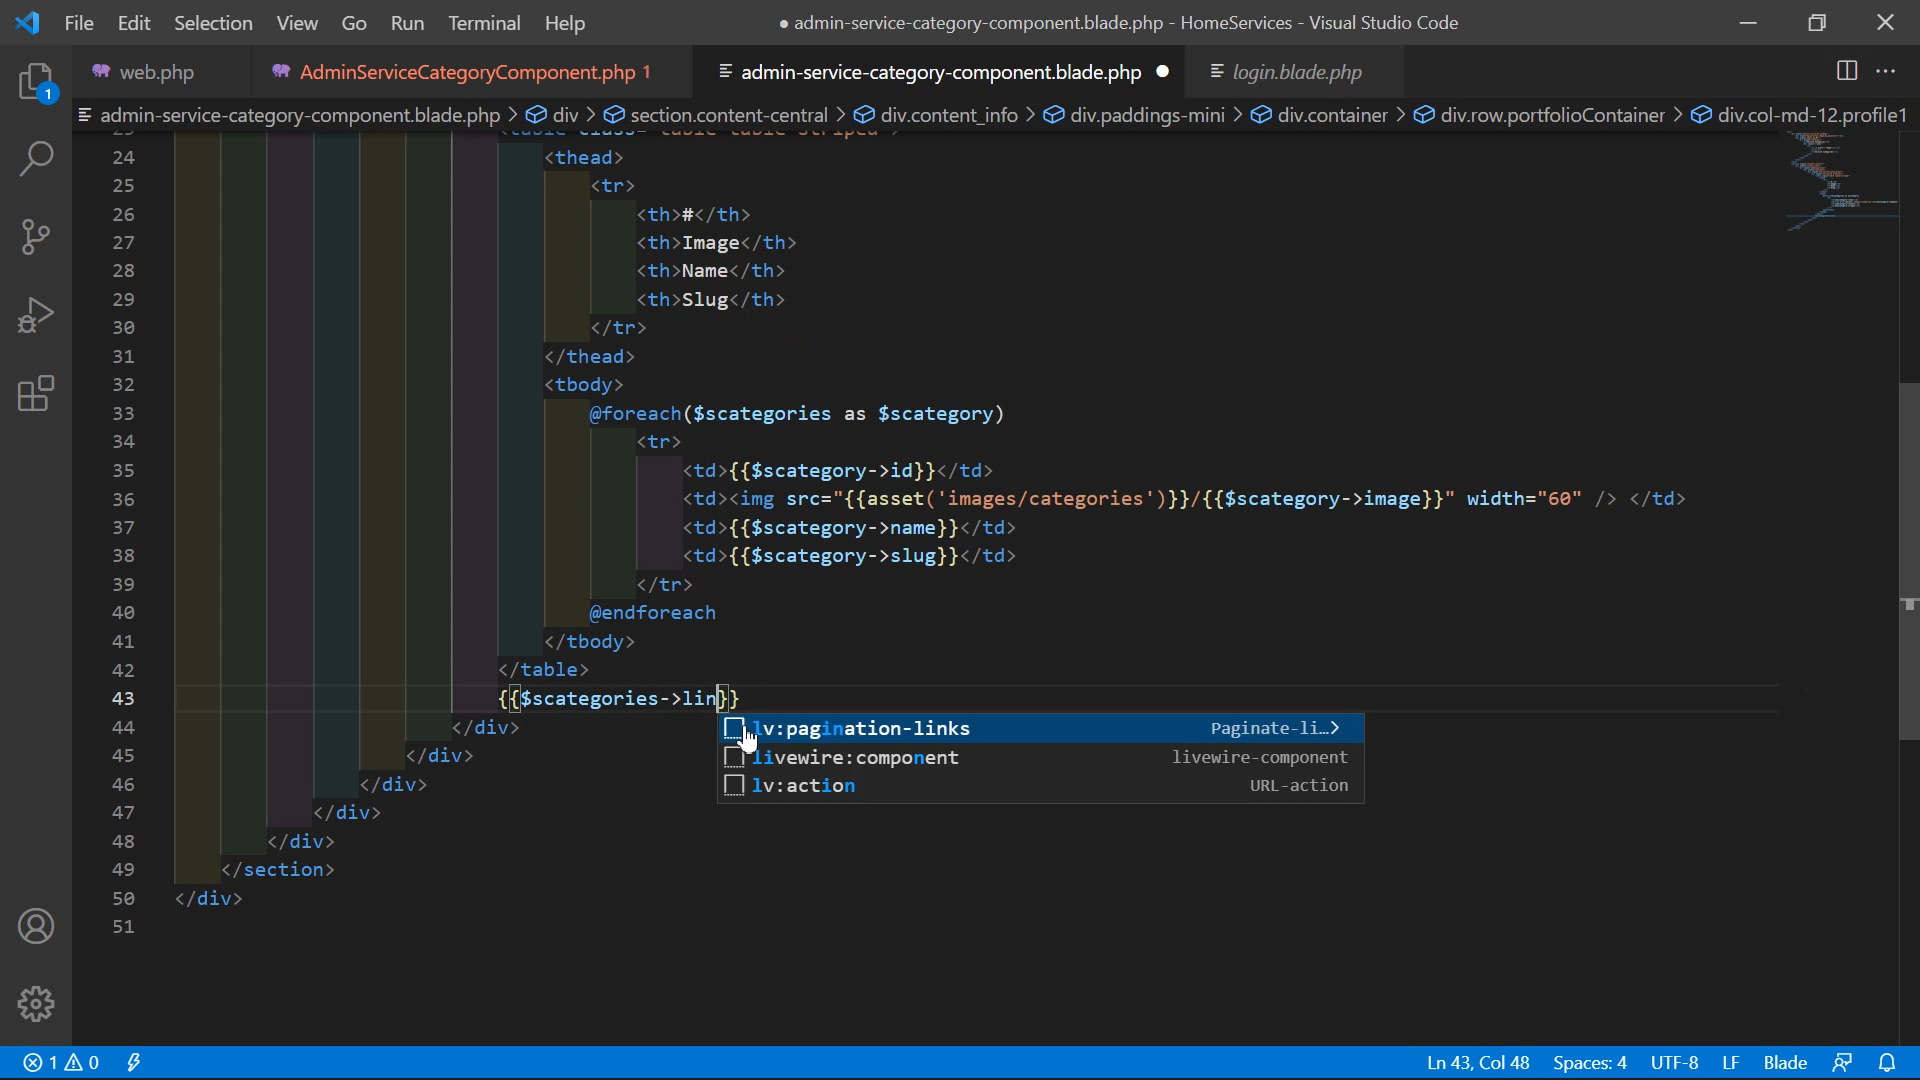 File Edit Selection View Go Run Terminal Help ● admin-service-category-component.blade.php - HomeServices - Visual Studio Code
web.php AdminServiceCategoryComponent.php 1 admin-service-category-component.blade.php ● login.blade.php
1
admin-service-category-component.blade.php > div > section.content-central > div.content_info > div.paddings-mini > div.container > div.row.portfolioContainer > div.col-md-12.profile1
24 <thead>
25 <tr>
26 <th>#</th>
27 <th>Image</th>
28 <th>Name</th>
29 <th>Slug</th>
30 </tr>
31 </thead>
32 <tbody>
33 @foreach($scategories as $scategory)
34 <tr>
35 <td>{{$scategory->id}}</td>
36 <td><img src="{{asset('images/categories')}}/{{$scategory->image}}" width="60" /> </td>
37 <td>{{$scategory->name}}</td>
38 <td>{{$scategory->slug}}</td>
39 </tr>
40 @endforeach
41 </tbody>
42 </table>
43 {{$scategories->lin}}
44 </div> lv:pagination-links Paginate-li…>
45 </div> livewire:component livewire-component
46 </div> lv:action URL-action
47 </div>
48 </div>
49 </section>
50 </div>
51
1 0 Ln 43, Col 48 Spaces: 4 UTF-8 LF Blade